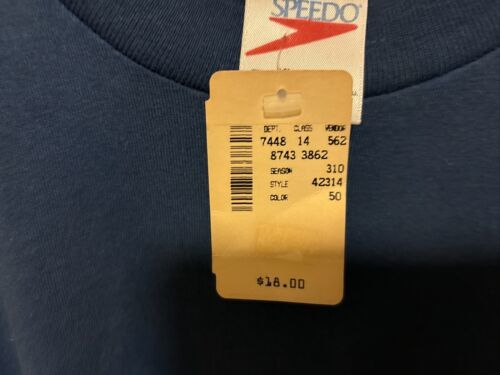 SPEEDO®
DEPT. CLASS VENDOR
7448 14 562
8743 3862
SEASON 310
STYLE 42314
COLOR 50
$18.00